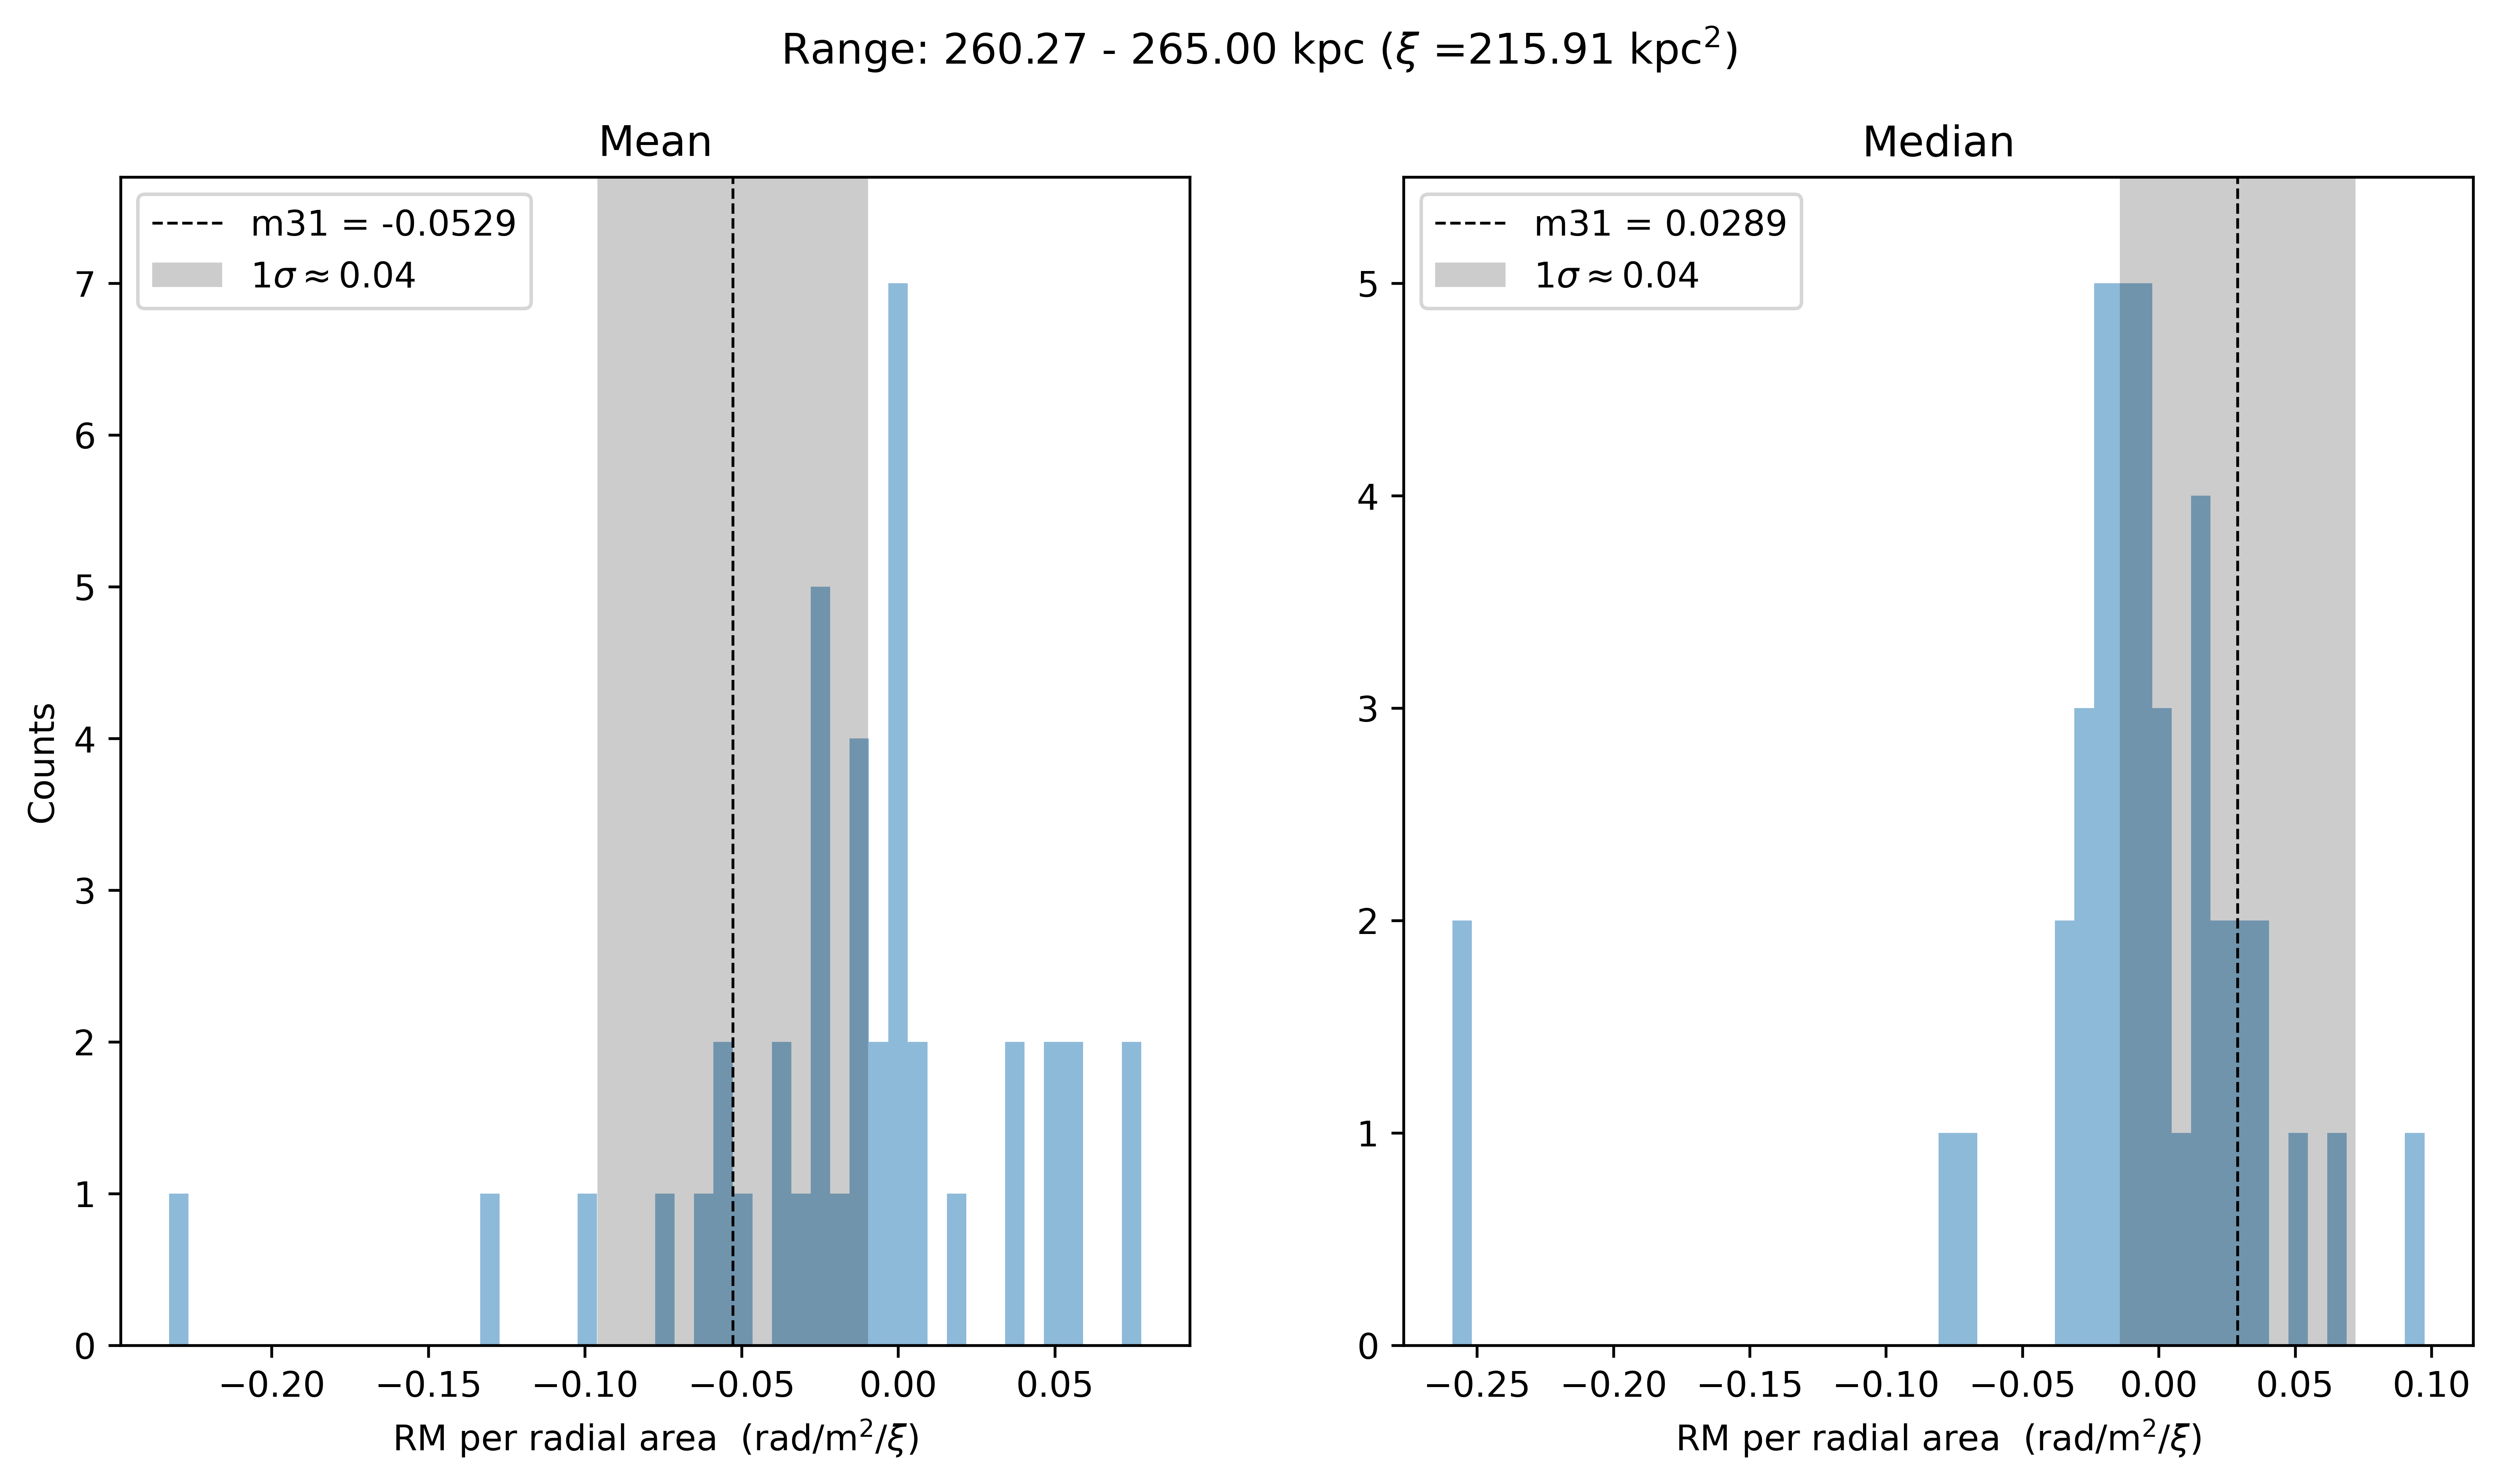 Range: 260.27 - 265.00 kpc (ξ =215.91 kpc²)
Mean
m31 = -0.0529
1σ ≈ 0.04
Counts
7
6
5
4
3
2
1
0
−0.20 −0.15 −0.10 −0.05 0.00 0.05
RM per radial area (rad/m²/ξ)
Median
m31 = 0.0289
1σ ≈ 0.04
5
4
3
2
1
0
−0.25 −0.20 −0.15 −0.10 −0.05 0.00 0.05 0.10
RM per radial area (rad/m²/ξ)